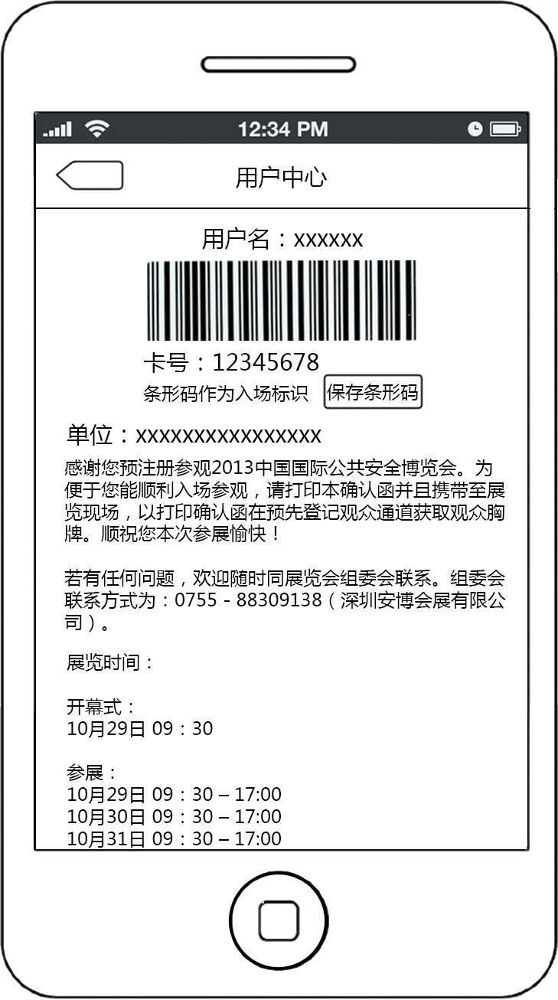 12:34 PM
用户中心
用户名：xxxxxx
卡号：12345678
条形码作为入场标识
保存条形码
单位：xxxxxxxxxxxxxxxx
感谢您预注册参观2013中国国际公共安全博览会。为
便于您能顺利入场参观，请打印本确认函并且携带至展
览现场，以打印确认函在预先登记观众通道获取观众胸
牌。顺祝您本次参展愉快！
若有任何问题，欢迎随时同展览会组委会联系。组委会
联系方式为：0755－88309138（深圳安博会展有限公
司）。
展览时间：
开幕式：
10月29日 09：30
参展：
10月29日 09：30 – 17:00
10月30日 09：30 – 17:00
10月31日 09：30 – 17:00